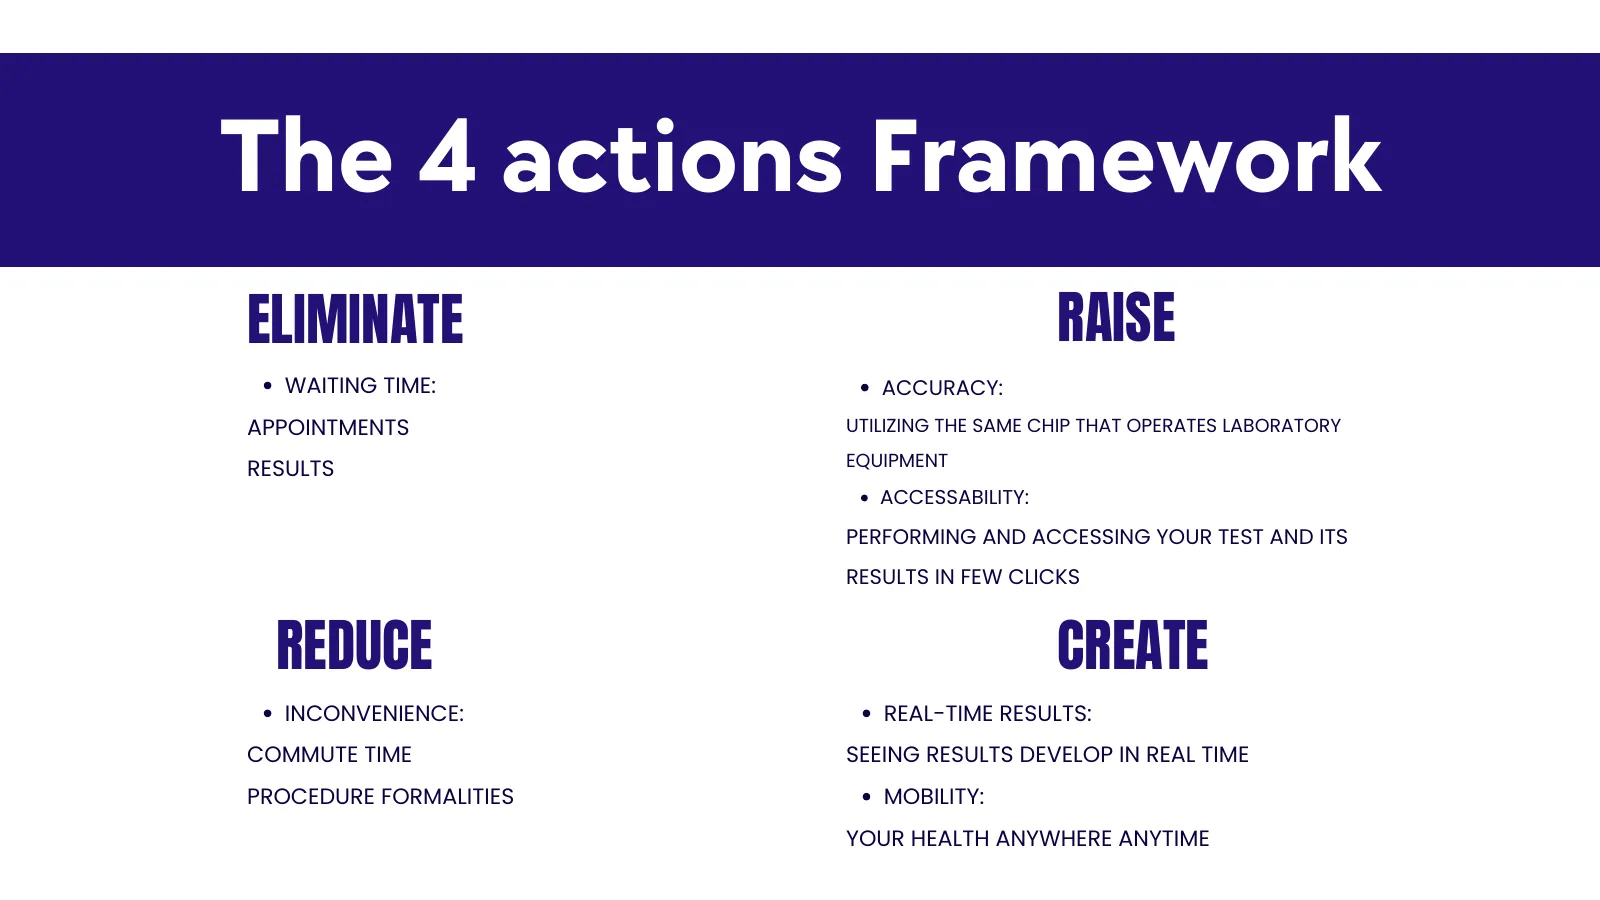 The 4 actions Framework
ELIMINATE
• WAITING TIME:
APPOINTMENTS
RESULTS
RAISE
• ACCURACY:
UTILIZING THE SAME CHIP THAT OPERATES LABORATORY
EQUIPMENT
• ACCESSABILITY:
PERFORMING AND ACCESSING YOUR TEST AND ITS
RESULTS IN FEW CLICKS
REDUCE
• INCONVENIENCE:
COMMUTE TIME
PROCEDURE FORMALITIES
CREATE
• REAL-TIME RESULTS:
SEEING RESULTS DEVELOP IN REAL TIME
• MOBILITY:
YOUR HEALTH ANYWHERE ANYTIME